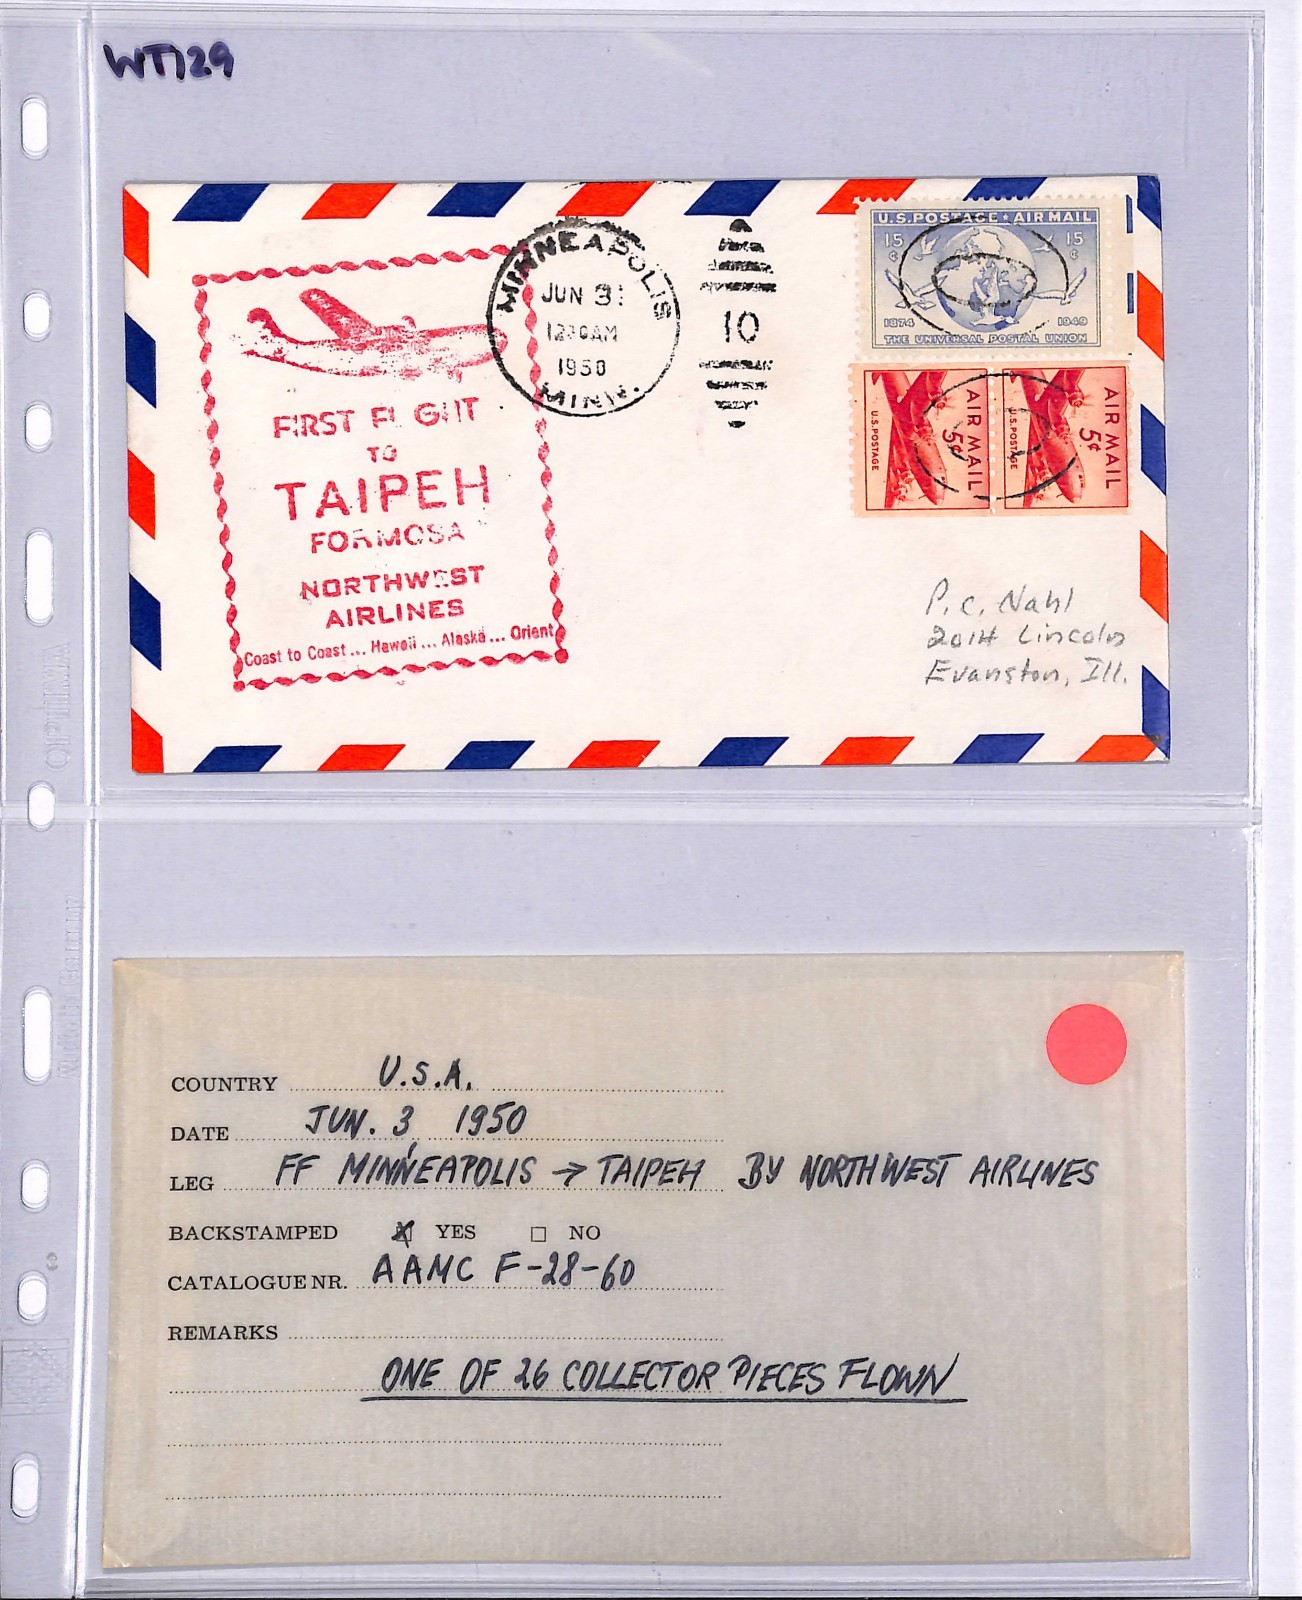 WT729
FIRST FLIGHT
TO
TAIPEH
FORMOSA
NORTHWEST
AIRLINES
Coast to Coast ... Hawaii ... Alaska ... Orient
MINNEAPOLIS
JUN 3
AM
1950
MINN.
10
U.S. POSTAGE ★ AIR MAIL
15 ¢ 15 ¢
1874 1949
THE UNIVERSAL POSTAL UNION
AIR MAIL 5¢ U.S. POSTAGE
AIR MAIL 5¢ U.S. POSTAGE
P. C. Nahl
2014 Lincoln
Evanston, Ill.
COUNTRY U.S.A.
DATE JUN. 3, 1950
LEG FF MINNEAPOLIS → TAIPEH BY NORTHWEST AIRLINES
BACKSTAMPED ☒ YES ☐ NO
CATALOGUE NR. AAMC F-28-60
REMARKS
ONE OF 26 COLLECTOR PIECES FLOWN